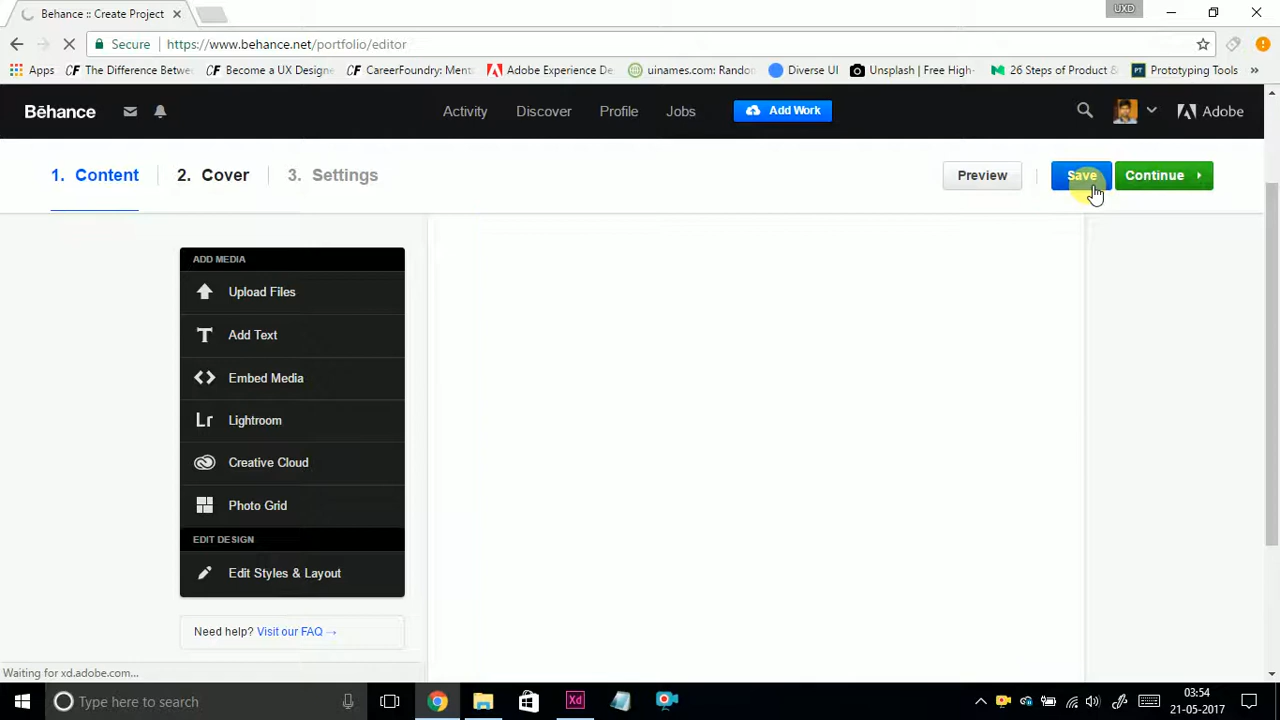 Behance :: Create Project
UXD
Secure https://www.behance.net/portfolio/editor
Apps The Difference Betwe Become a UX Designe CareerFoundry: Ment Adobe Experience De uinames.com: Random Diverse UI Unsplash | Free High- 26 Steps of Product & Prototyping Tools
Bēhance Activity Discover Profile Jobs Add Work Adobe
1. Content 2. Cover 3. Settings Preview Save Continue
ADD MEDIA
Upload Files
Add Text
Embed Media
Lr Lightroom
Creative Cloud
Photo Grid
EDIT DESIGN
Edit Styles & Layout
Need help? Visit our FAQ →
Waiting for xd.adobe.com...
Type here to search
Xd
03:54
21-05-2017